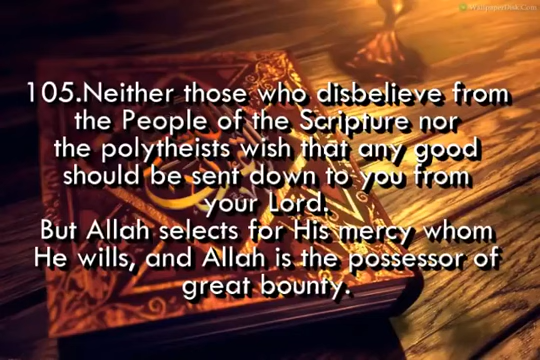 WallpapersDisk.Com
105.Neither those who disbelieve from
the People of the Scripture nor
the polytheists wish that any good
should be sent down to you from
your Lord.
But Allah selects for His mercy whom
He wills, and Allah is the possessor of
great bounty.